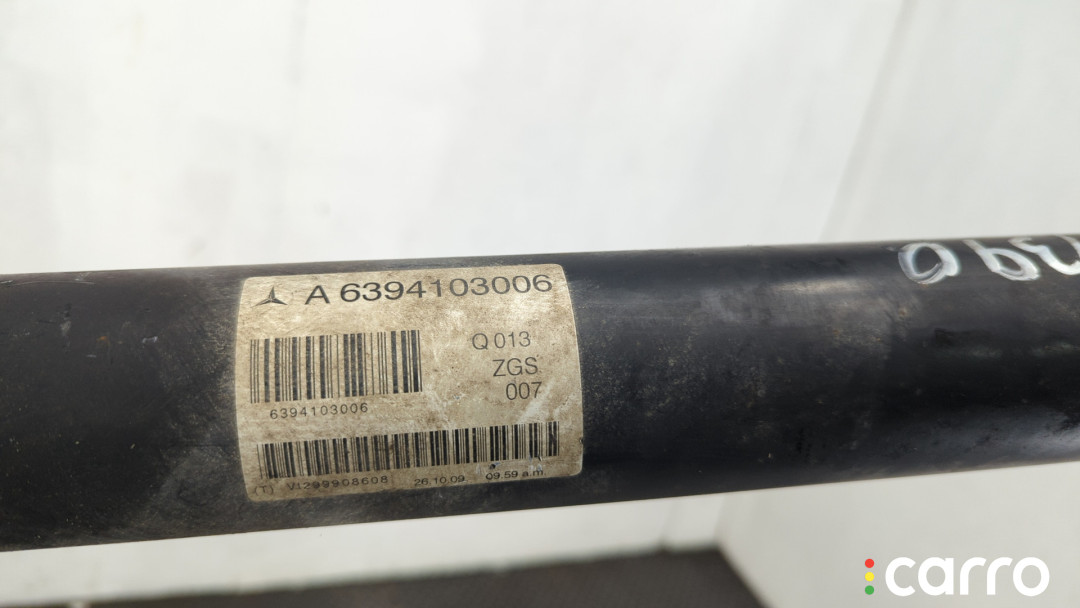 A 6394103006
Q 013
ZGS
007
6394103006
(T) V1299908608 26.10.09 09.59 a.m.
carro